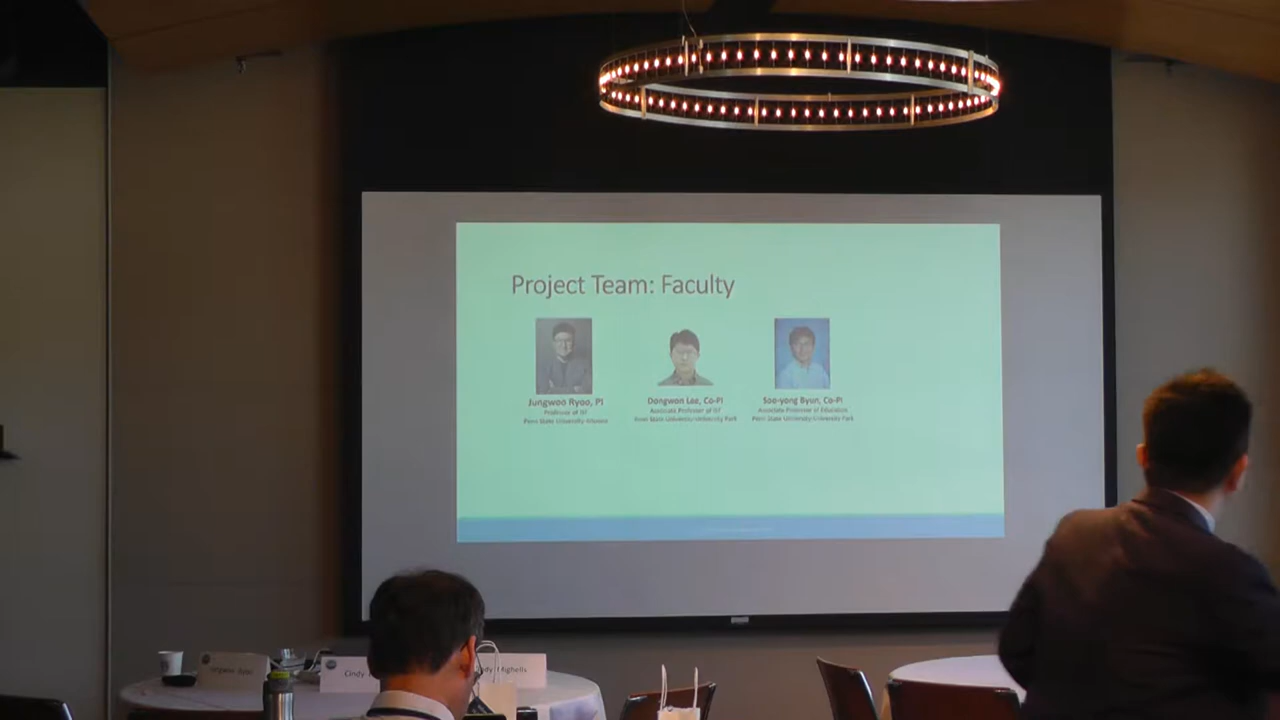 Project Team: Faculty
Jungwoo Ryoo, PI
Professor of IST
Penn State University-Altoona
Dongwon Lee, Co-PI
Associate Professor of IST
Penn State University-University Park
Soo-yong Byun, Co-PI
Associate Professor of Education
Penn State University-University Park
Cindy
Mighells